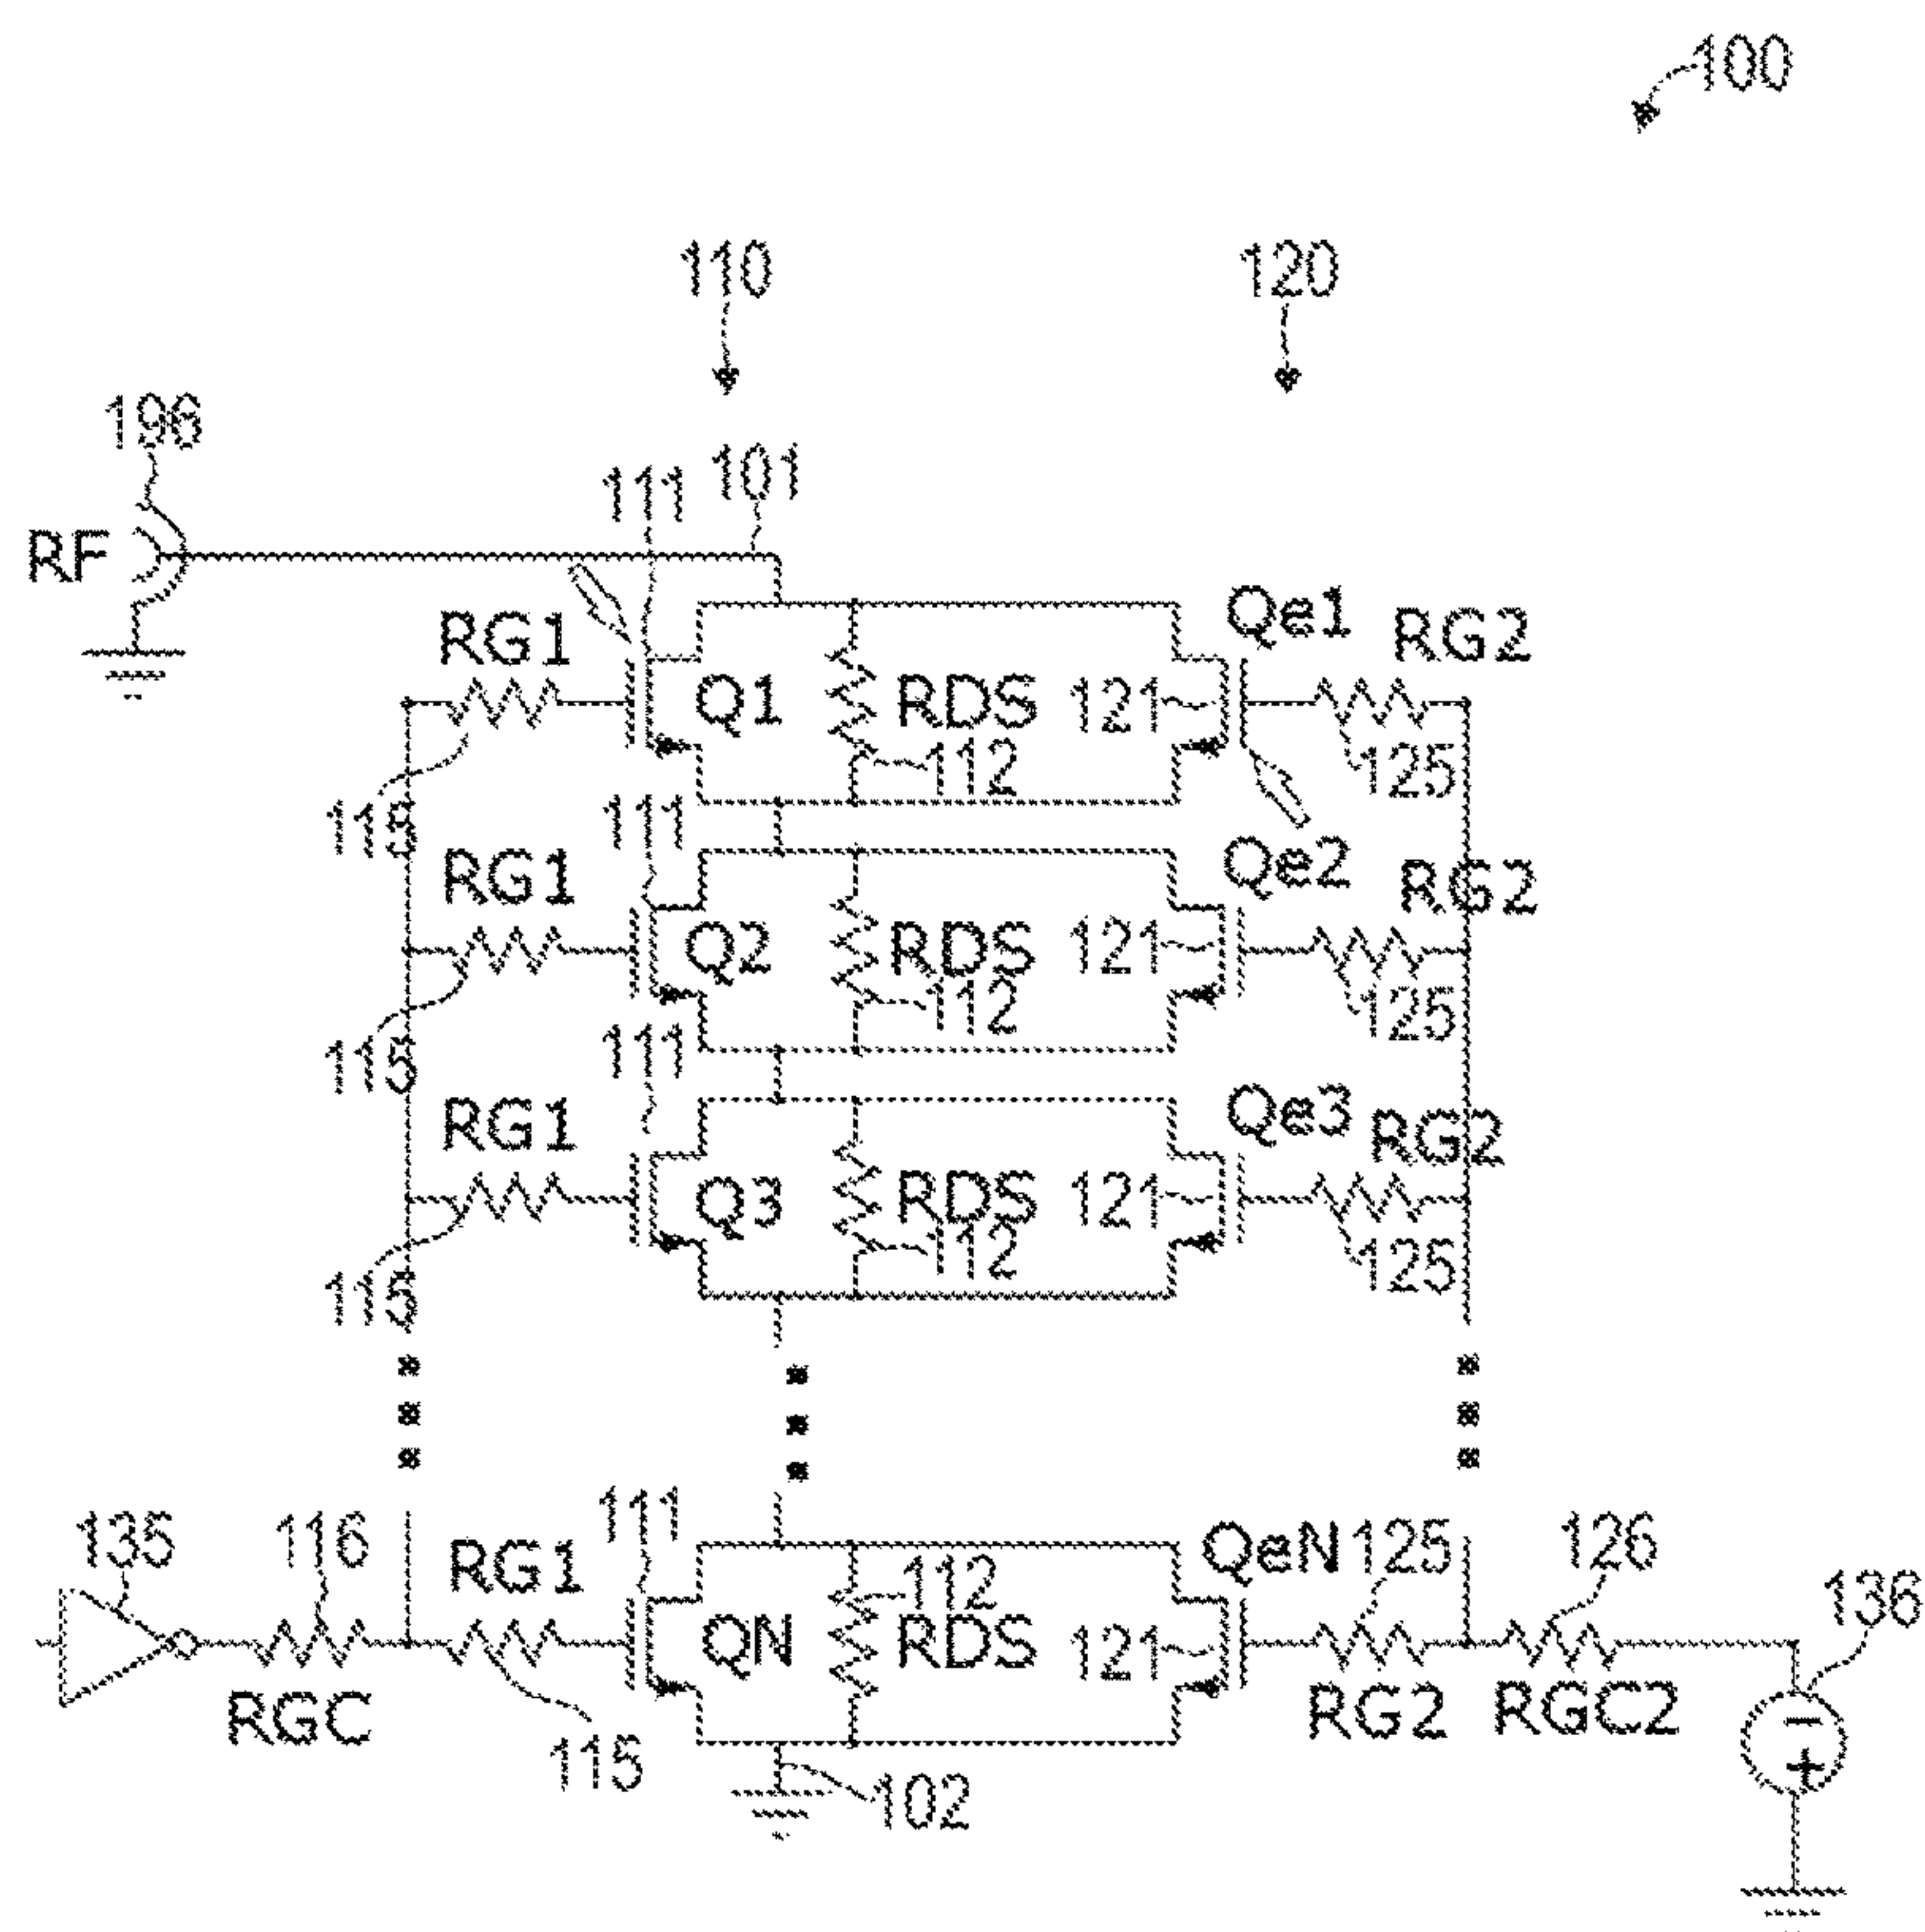 100
110 120
196
111 101
RF
RG1 Qe1 RG2
Q1 RDS 121
112 125
115 111
RG1 Qe2 RG2
Q2 RDS 121
112 125
115 111
RG1 Qe3 RG2
Q3 RDS 121
112 125
115
135 116 RG1 111 QeN 125 126
112 136
QN RDS 121
RGC RG2 RGC2
115
102